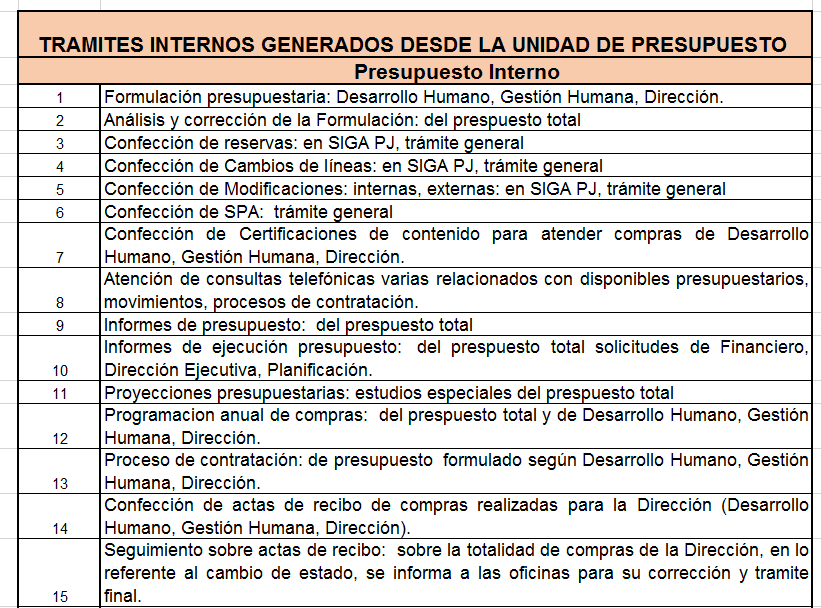 TRAMITES INTERNOS GENERADOS DESDE LA UNIDAD DE PRESUPUESTO
Presupuesto Interno
1 Formulación presupuestaria: Desarrollo Humano, Gestión Humana, Dirección.
2 Análisis y corrección de la Formulación: del prespuesto total
3 Confección de reservas: en SIGA PJ, trámite general
4 Confección de Cambios de líneas: en SIGA PJ, trámite general
5 Confección de Modificaciones: internas, externas: en SIGA PJ, trámite general
6 Confección de SPA:  trámite general
Confección de Certificaciones de contenido para atender compras de Desarrollo
7 Humano, Gestión Humana, Dirección.
Atención de consultas telefónicas varias relacionados con disponibles presupuestarios,
8 movimientos, procesos de contratación.
9 Informes de presupuesto:  del prespuesto total
Informes de ejecución presupuesto:  del prespuesto total solicitudes de Financiero,
10 Dirección Ejecutiva, Planificación.
11 Proyecciones prespuestarias: estudios especiales del prespuesto total
Programacion anual de compras:  del prespuesto total y de Desarrollo Humano, Gestión
12 Humana, Dirección.
Proceso de contratación: de presupuesto  formulado según Desarrollo Humano, Gestión
13 Humana, Dirección.
Confección de actas de recibo de compras realizadas para la Dirección (Desarrollo
14 Humano, Gestión Humana, Dirección).
Seguimiento sobre actas de recibo:  sobre la totalidad de compras de la Dirección, en lo
referente al cambio de estado, se informa a las oficinas para su corrección y tramite
15 final.